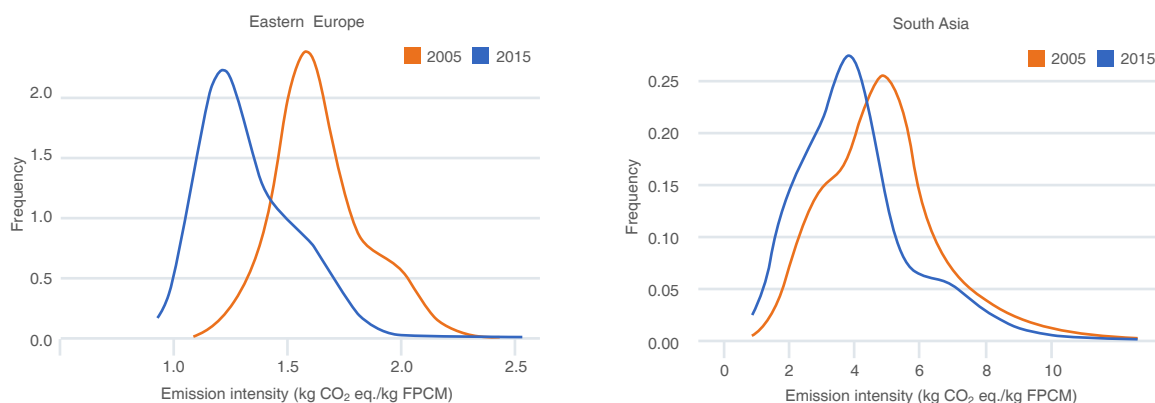 Eastern Europe
2005 2015
Frequency
2.0
1.5
1.0
0.5
0.0
1.0 1.5 2.0 2.5
Emission intensity (kg CO₂ eq./kg FPCM)
South Asia
2005 2015
Frequency
0.25
0.20
0.15
0.10
0.05
0.00
0 2 4 6 8 10
Emission intensity (kg CO₂ eq./kg FPCM)